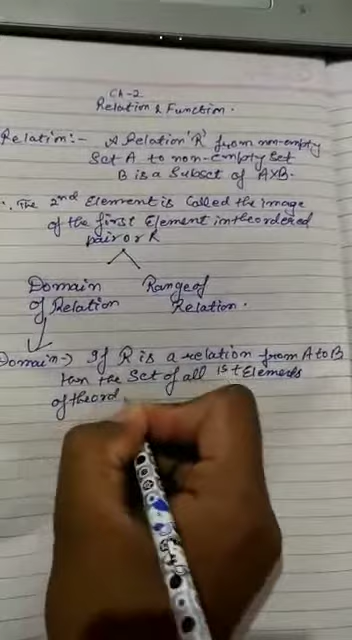 Ch-2
Relation & Function.
Relation:- A Relation 'R' from non-empty
Set A to non-empty Set
B is a Subset of AXB.
∴ The 2nd Element is Called the image
of the first Element in the ordered
pair or R
Domain Range of
of Relation Relation.
Domain→ If R is a relation from A to B
then the Set of all 1st Elements
of the ord